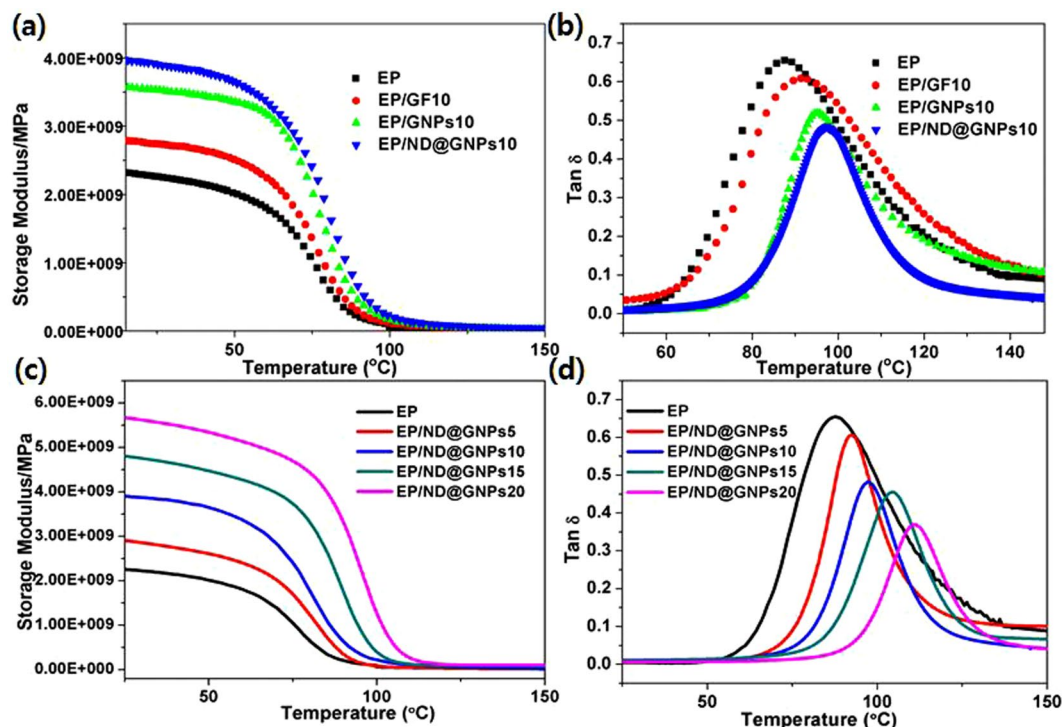 (a)
Storage Modulus/MPa
4.00E+009
3.00E+009
2.00E+009
1.00E+009
0.00E+000
EP
EP/GF10
EP/GNPs10
EP/ND@GNPs10
50
100
150
Temperature (°C)
(b)
Tan δ
0.7
0.6
0.5
0.4
0.3
0.2
0.1
0.0
EP
EP/GF10
EP/GNPs10
EP/ND@GNPs10
60
80
100
120
140
Temperature (°C)
(c)
Storage Modulus/MPa
6.00E+009
5.00E+009
4.00E+009
3.00E+009
2.00E+009
1.00E+009
0.00E+000
EP
EP/ND@GNPs5
EP/ND@GNPs10
EP/ND@GNPs15
EP/ND@GNPs20
50
100
150
Temperature (°C)
(d)
Tan δ
0.7
0.6
0.5
0.4
0.3
0.2
0.1
0.0
EP
EP/ND@GNPs5
EP/ND@GNPs10
EP/ND@GNPs15
EP/ND@GNPs20
50
100
150
Temperature (°C)